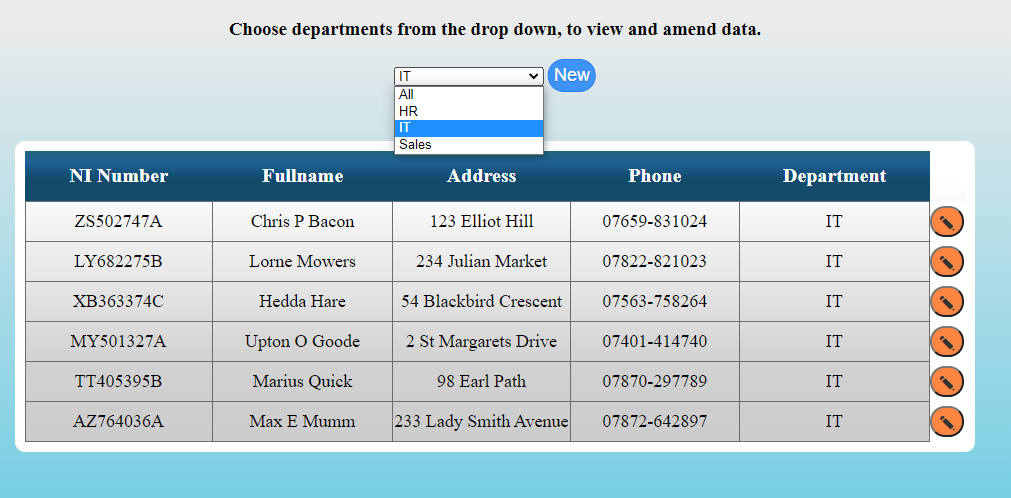 Choose departments from the drop down, to view and amend data.
IT New
All
HR
IT
Sales
NI Number Fullname Address Phone Department
ZS502747A Chris P Bacon 123 Elliot Hill 07659-831024 IT
LY682275B Lorne Mowers 234 Julian Market 07822-821023 IT
XB363374C Hedda Hare 54 Blackbird Crescent 07563-758264 IT
MY501327A Upton O Goode 2 St Margarets Drive 07401-414740 IT
TT405395B Marius Quick 98 Earl Path 07870-297789 IT
AZ764036A Max E Mumm 233 Lady Smith Avenue 07872-642897 IT